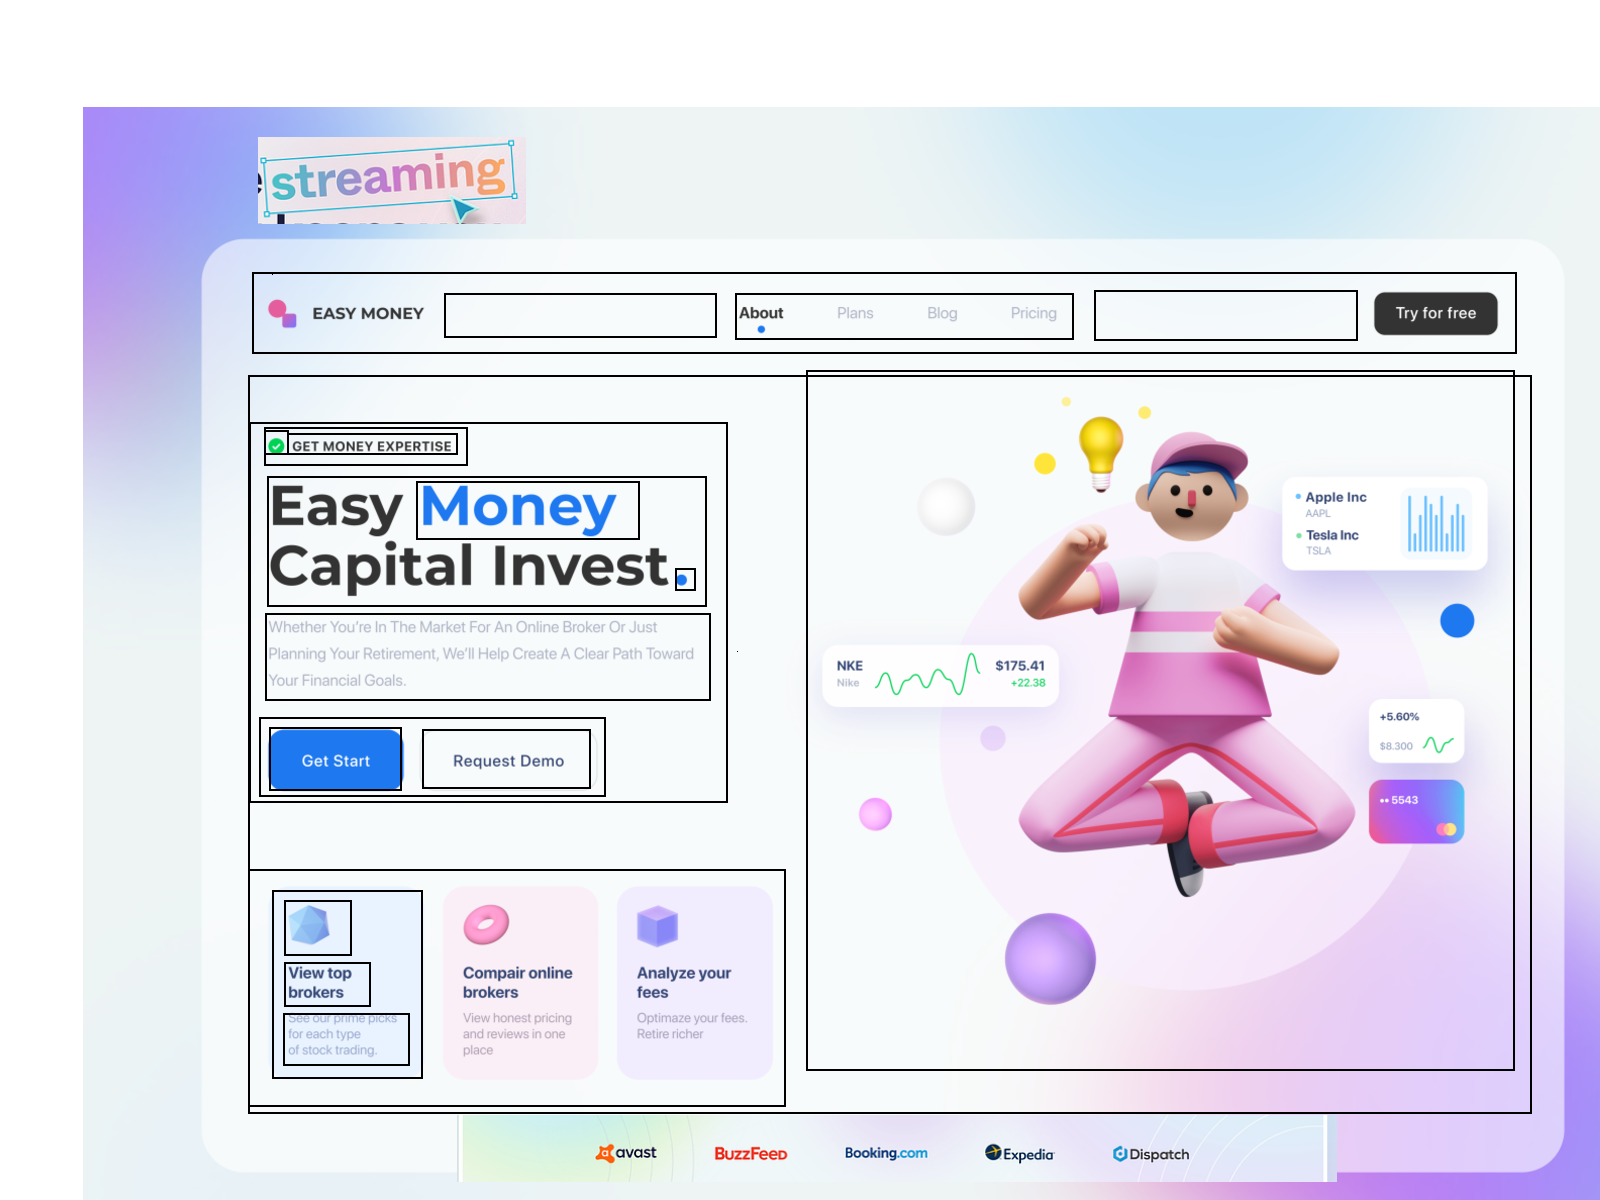 streaming
EASY MONEY
About
Plans
Blog
Pricing
Try for free
GET MONEY EXPERTISE
Easy Money
Capital Invest.
Whether You're In The Market For An Online Broker Or Just
Planning Your Retirement, We'll Help Create A Clear Path Toward
Your Financial Goals.
Get Start
Request Demo
Apple Inc
AAPL
Tesla Inc
TSLA
NKE
Nike
$175.41
+22.38
+5.60%
$8.300
•• 5543
View top
brokers
See our prime picks
for each type
of stock trading.
Compair online
brokers
View honest pricing
and reviews in one
place
Analyze your
fees
Optimaze your fees.
Retire richer
avast
BuzzFeed
Booking.com
Expedia
Dispatch